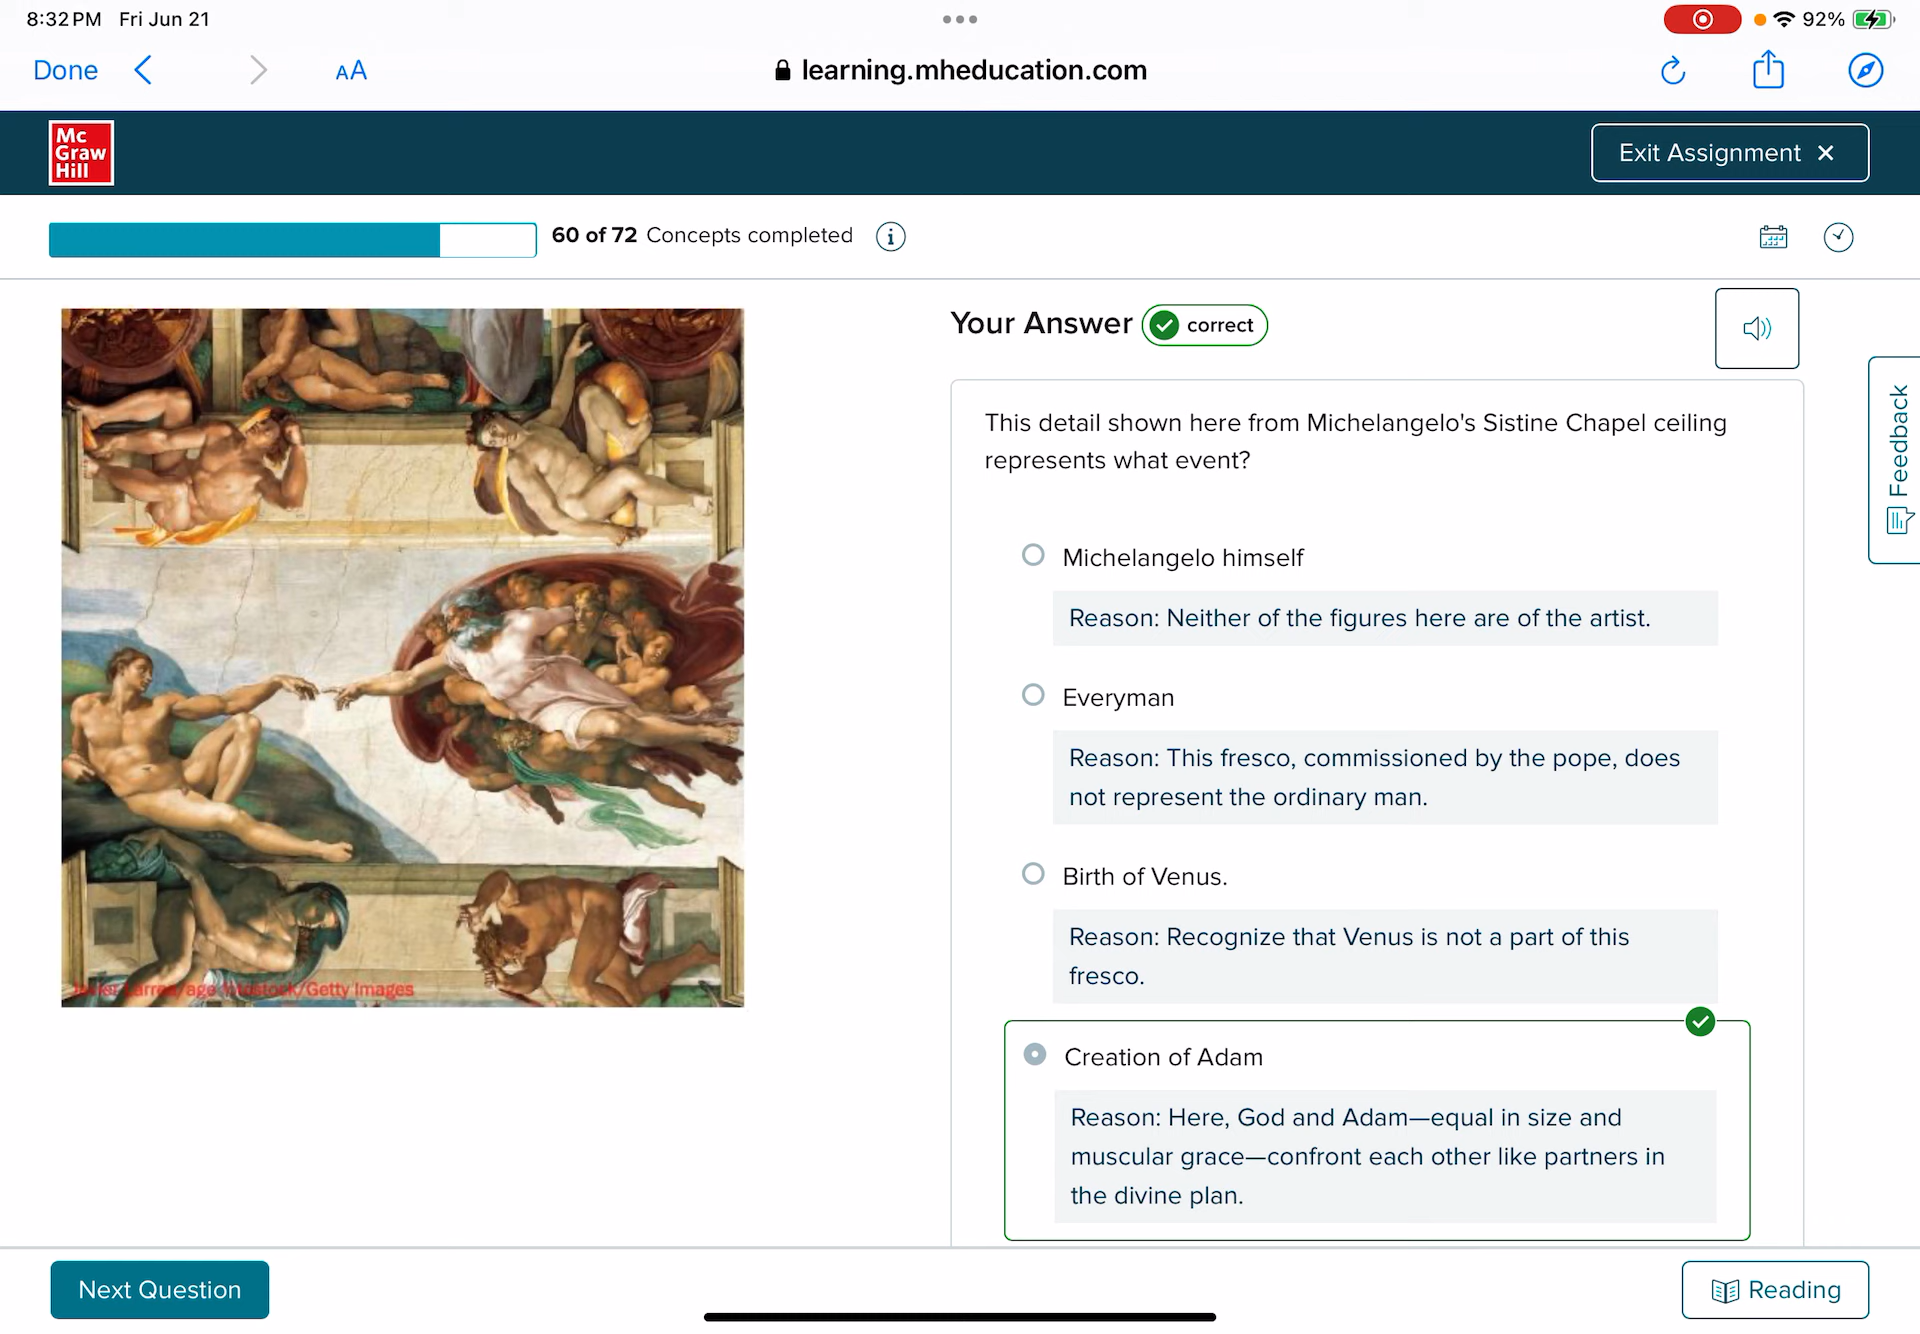 8:32 PM Fri Jun 21
92%
Done
AA
learning.mheducation.com
Mc
Graw
Hill
Exit Assignment
60 of 72 Concepts completed
Your Answer
correct
Feedback
This detail shown here from Michelangelo's Sistine Chapel ceiling
represents what event?
Michelangelo himself
Reason: Neither of the figures here are of the artist.
Everyman
Reason: This fresco, commissioned by the pope, does
not represent the ordinary man.
Birth of Venus.
Reason: Recognize that Venus is not a part of this
fresco.
Creation of Adam
Reason: Here, God and Adam—equal in size and
muscular grace—confront each other like partners in
the divine plan.
/Getty Images
Next Question
Reading